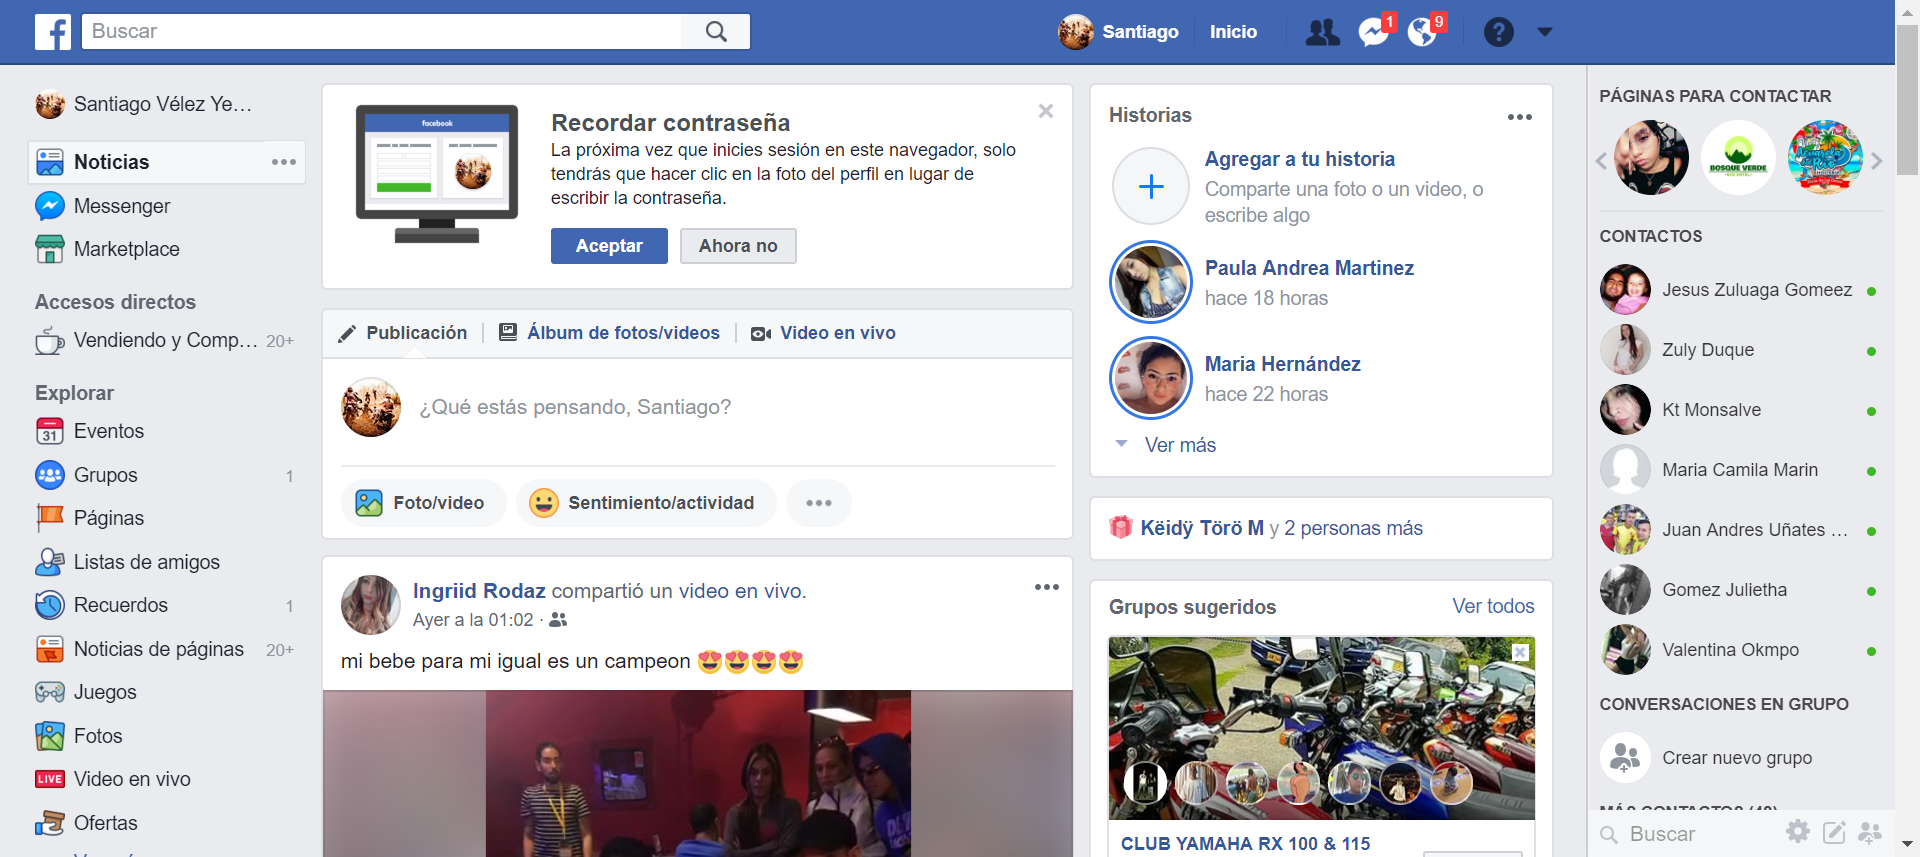 Buscar
Santiago
Inicio
1
9
Santiago Vélez Ye...
Noticias
Messenger
Marketplace
Accesos directos
Vendiendo y Comp... 20+
Explorar
31
Eventos
Grupos 1
Páginas
Listas de amigos
Recuerdos 1
Noticias de páginas 20+
Juegos
Fotos
LIVE Video en vivo
Ofertas
facebook
Recordar contraseña
La próxima vez que inicies sesión en este navegador, solo
tendrás que hacer clic en la foto del perfil en lugar de
escribir la contraseña.
Aceptar
Ahora no
Publicación
Álbum de fotos/videos
Video en vivo
¿Qué estás pensando, Santiago?
Foto/video
Sentimiento/actividad
Ingriid Rodaz compartió un video en vivo.
Ayer a la 01:02 ·
mi bebe para mi igual es un campeon
Historias
Agregar a tu historia
Comparte una foto o un video, o
escribe algo
Paula Andrea Martinez
hace 18 horas
Maria Hernández
hace 22 horas
Ver más
Këidÿ Törö M y 2 personas más
Grupos sugeridos
Ver todos
CLUB YAMAHA RX 100 & 115
PÁGINAS PARA CONTACTAR
BOSQUE VERDE
CONTACTOS
Jesus Zuluaga Gomeez
Zuly Duque
Kt Monsalve
Maria Camila Marin
Juan Andres Uñates ...
Gomez Julietha
Valentina Okmpo
CONVERSACIONES EN GRUPO
Crear nuevo grupo
MÁS CONTACTOS
Buscar